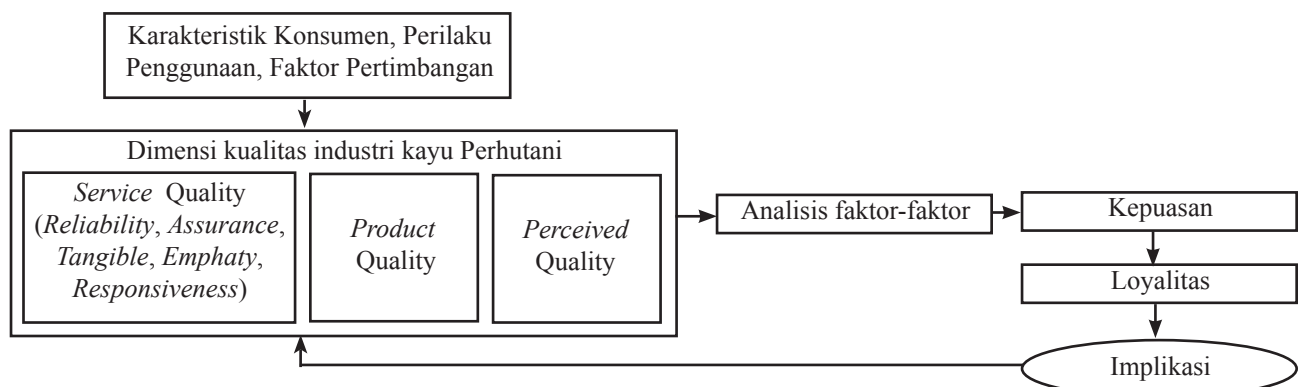 Karakteristik Konsumen, Perilaku
Penggunaan, Faktor Pertimbangan
Dimensi kualitas industri kayu Perhutani
Service Quality
(Reliability, Assurance,
Tangible, Emphaty,
Responsiveness)
Product
Quality
Perceived
Quality
Analisis faktor-faktor
Kepuasan
Loyalitas
Implikasi